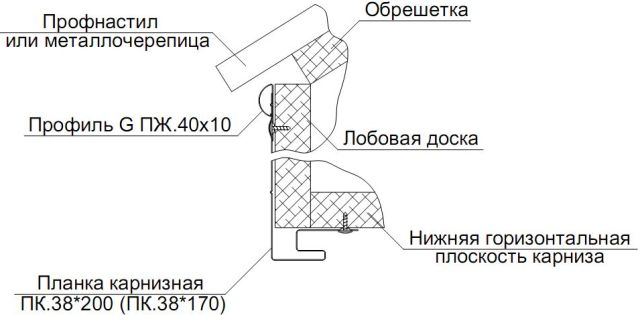 Профнастил
или металлочерепица
Обрешетка
Профиль G ПЖ.40х10
Лобовая доска
Нижняя горизонтальная
плоскость карниза
Планка карнизная
ПК.38*200 (ПК.38*170)